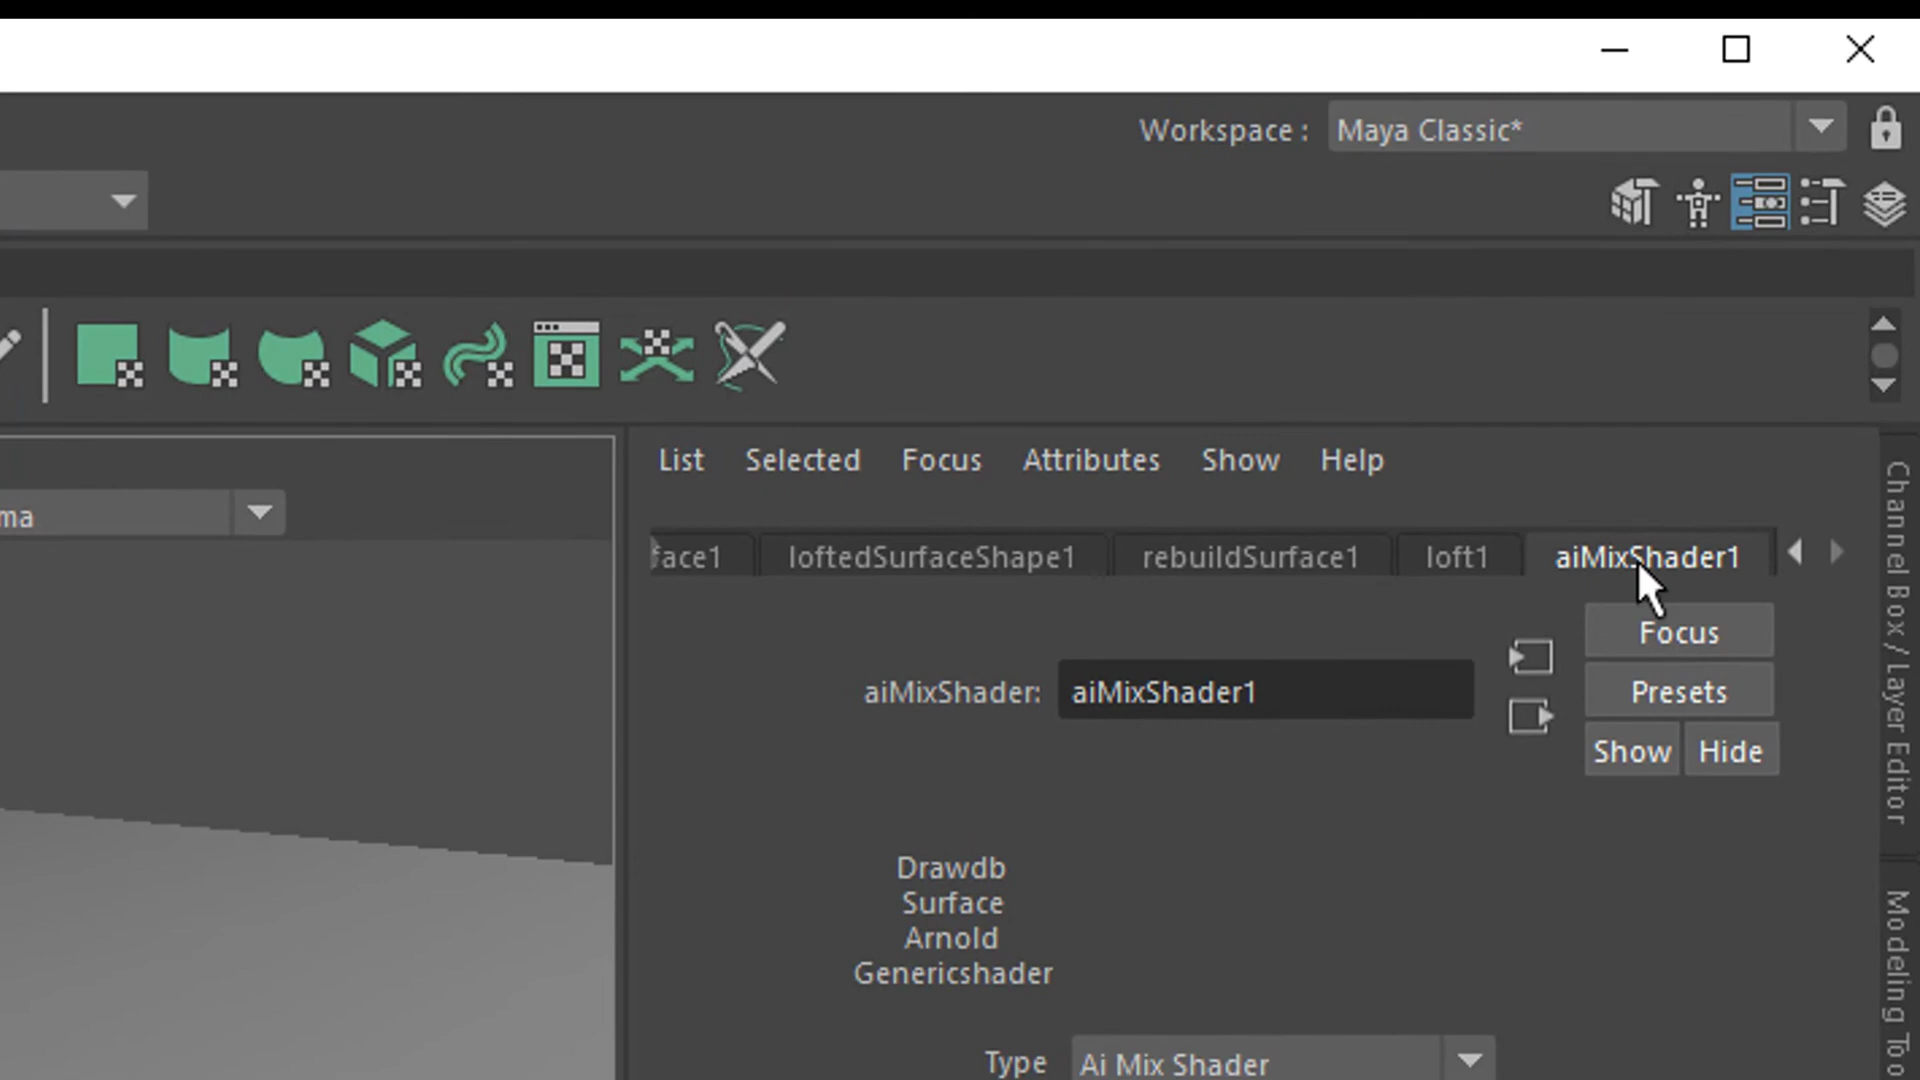 Workspace : Maya Classic*
List Selected Focus Attributes Show Help
ma
face1 loftedSurfaceShape1 rebuildSurface1 loft1 aiMixShader1
Focus
aiMixShader: aiMixShader1
Presets
Show Hide
Drawdb
Surface
Arnold
Genericshader
Type Ai Mix Shader
Channel Box / Layer Editor
Modeling To